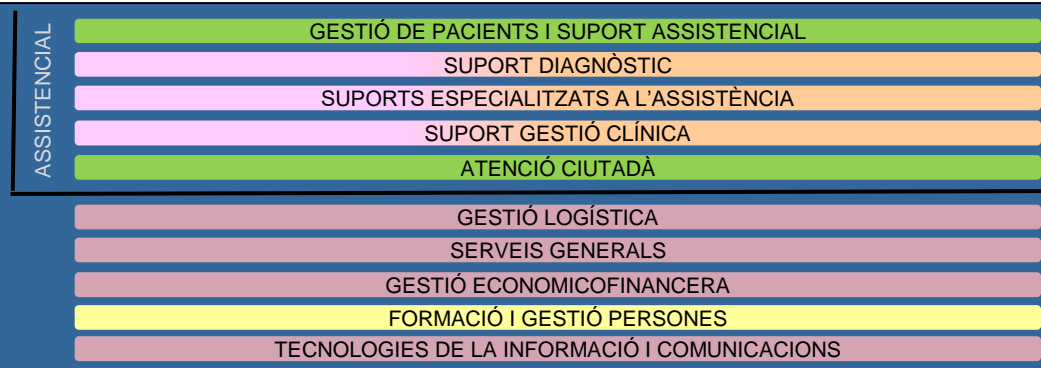 ASSISTENCIAL
GESTIÓ DE PACIENTS I SUPORT ASSISTENCIAL
SUPORT DIAGNÒSTIC
SUPORTS ESPECIALITZATS A L'ASSISTÈNCIA
SUPORT GESTIÓ CLÍNICA
ATENCIÓ CIUTADÀ
GESTIÓ LOGÍSTICA
SERVEIS GENERALS
GESTIÓ ECONOMICOFINANCERA
FORMACIÓ I GESTIÓ PERSONES
TECNOLOGIES DE LA INFORMACIÓ I COMUNICACIONS